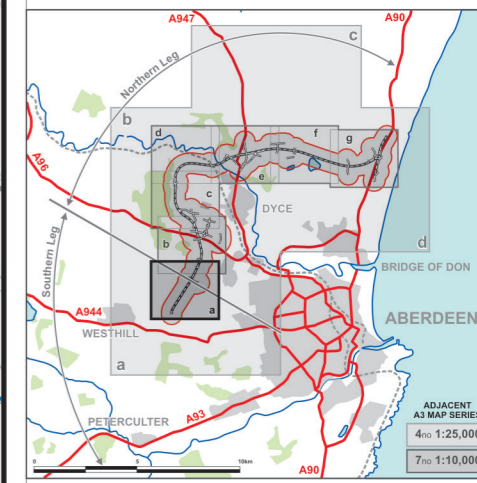 A947
A90
c
Northern Leg
b
d
f
g
A96
e
c
DYCE
b
d
Southern Leg
BRIDGE OF DON
a
A944
ABERDEEN
WESTHILL
a
PETERCULTER
A93
ADJACENT
A3 MAP SERIES
4no 1:25,000
7no 1:10,000
0 5 10km
A90